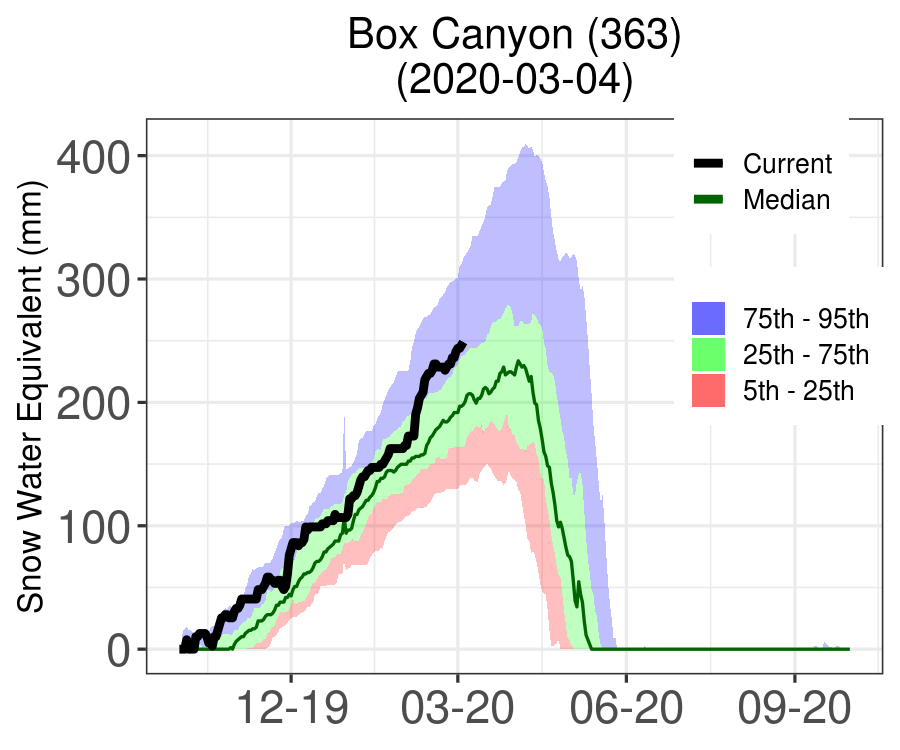 Box Canyon (363)
(2020-03-04)
Snow Water Equivalent (mm)
400
300
200
100
0
12-19
03-20
06-20
09-20
Current
Median
75th - 95th
25th - 75th
5th - 25th